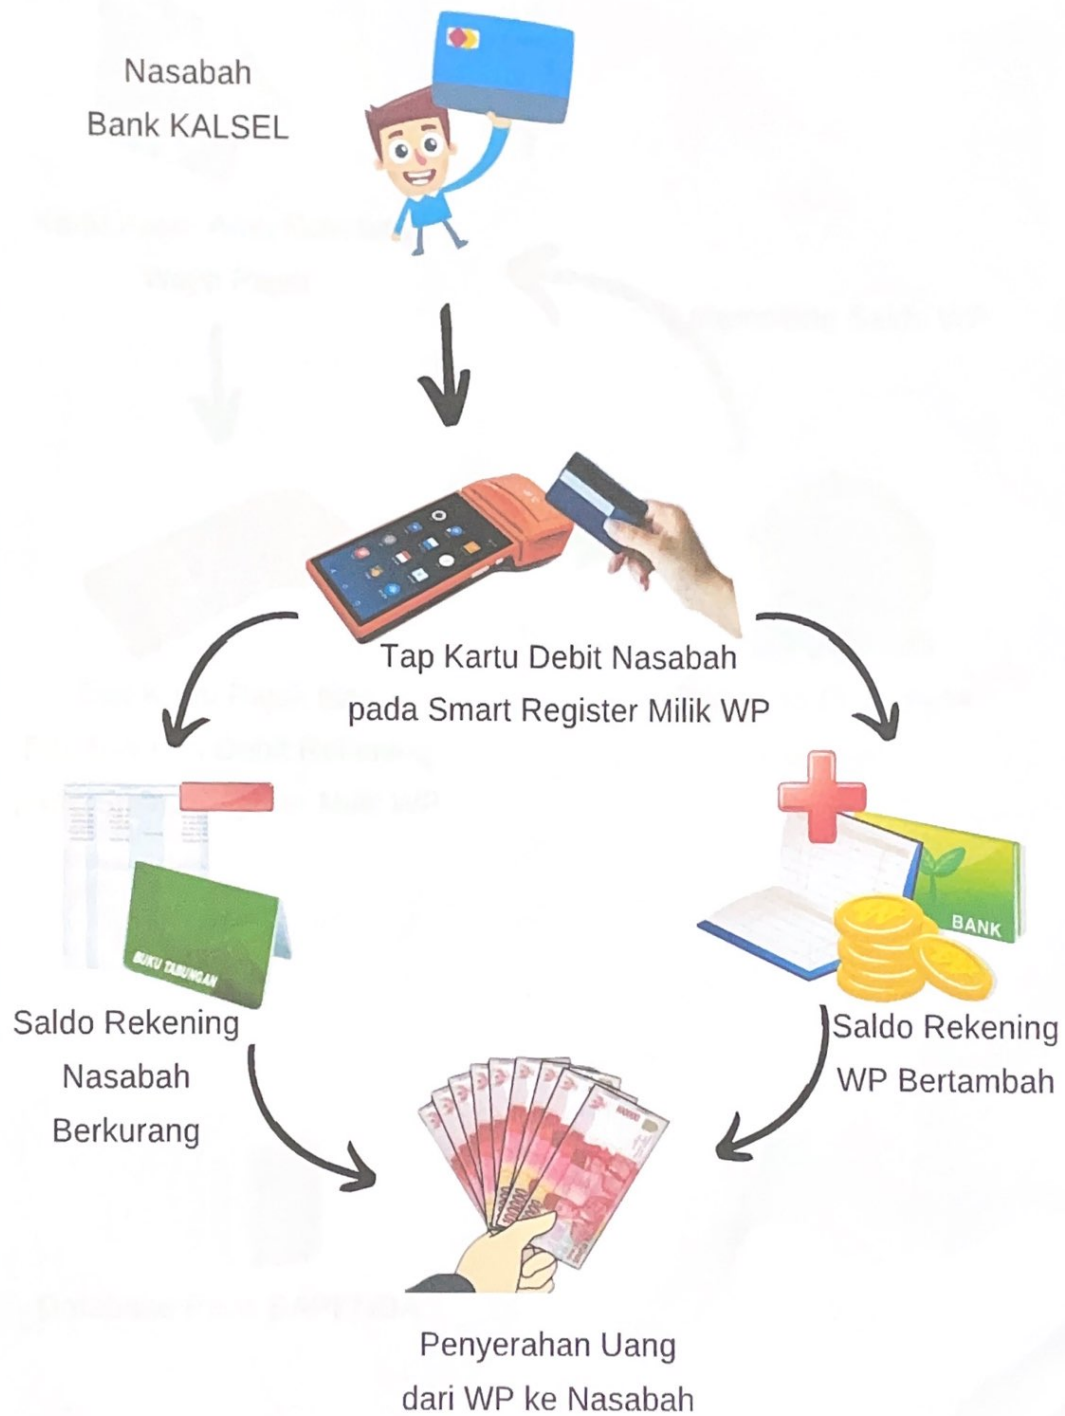 Nasabah
Bank KALSEL
Tap Kartu Debit Nasabah
pada Smart Register Milik WP
BUKU TABUNGAN
BANK
Saldo Rekening
Nasabah
Berkurang
Saldo Rekening
WP Bertambah
100000
Penyerahan Uang
dari WP ke Nasabah